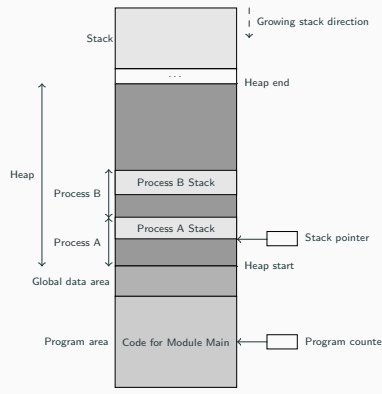 Growing stack direction
Stack
...
Heap end
Heap
Process B Stack
Process B
Process A Stack
Stack pointer
Process A
Heap start
Global data area
Program area
Code for Module Main
Program counte